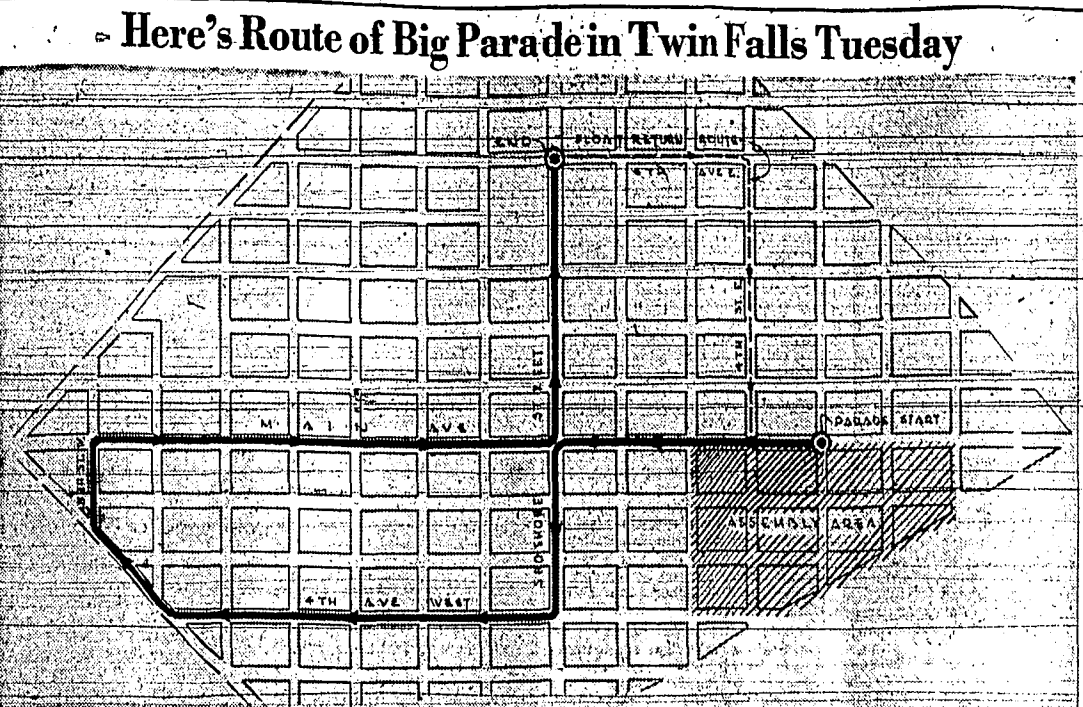 Here's Route of Big Parade in Twin Falls Tuesday
END
FLOAT RETURN ROUTE
6TH AVE E.
4TH ST. E.
STREET
MAIN AVE
PARADE START
SHOSHONE
ASSEMBLY AREA
4TH AVE WEST